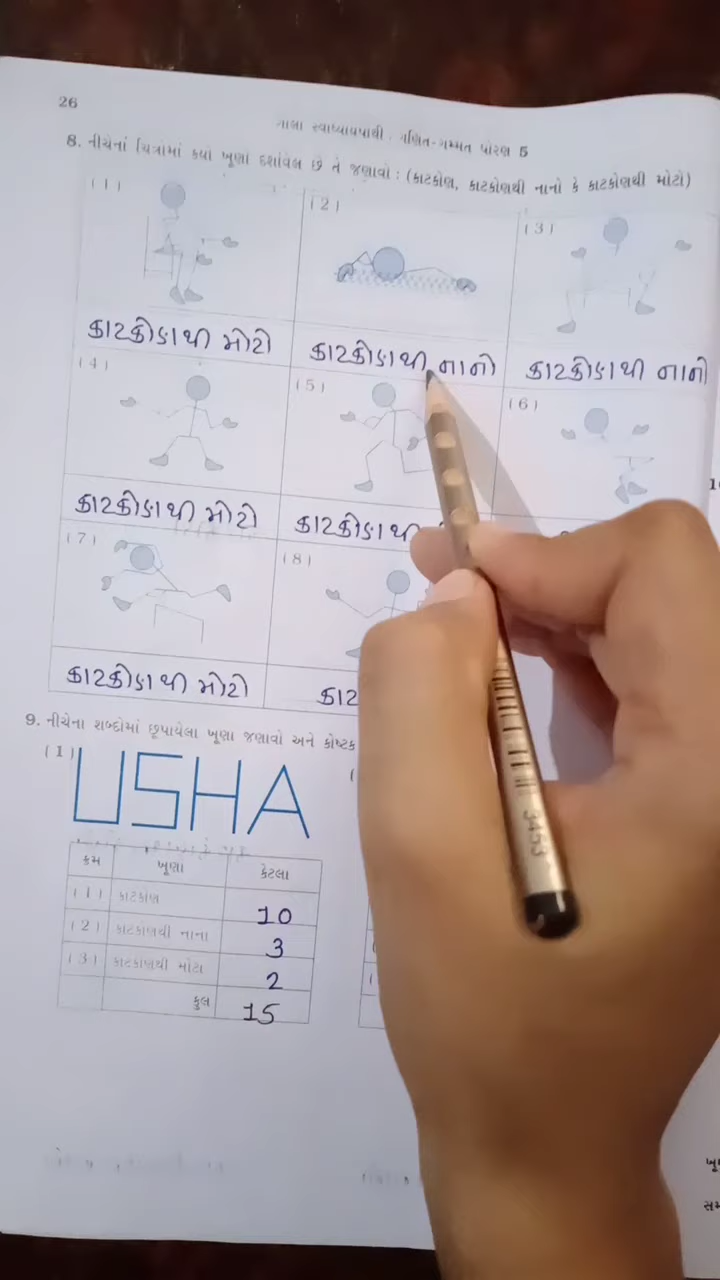 26
ગાલા સ્વાધ્યાયપોથી : ગણિત-ગમ્મત ધોરણ 5
8. નીચેનાં ચિત્રોમાં કયો ખૂણો દર્શાવેલ છે તે જણાવો : (કાટકોણ, કાટકોણથી નાનો કે કાટકોણથી મોટો)
(1) (2) (3)
કાટકોણથી મોટો કાટકોણથી નાનો કાટકોણથી નાનો
(4) (5) (6)
કાટકોણથી મોટો કાટકોણથી
(7) (8)
કાટકોણથી મોટો કાટ
9. નીચેના શબ્દોમાં છૂપાયેલા ખૂણા જણાવો અને કોષ્ટક
(1) USHA
ક્રમ ખૂણા કેટલા
(1) કાટકોણ 10
(2) કાટકોણથી નાના 3
(3) કાટકોણથી મોટા 2
કુલ 15